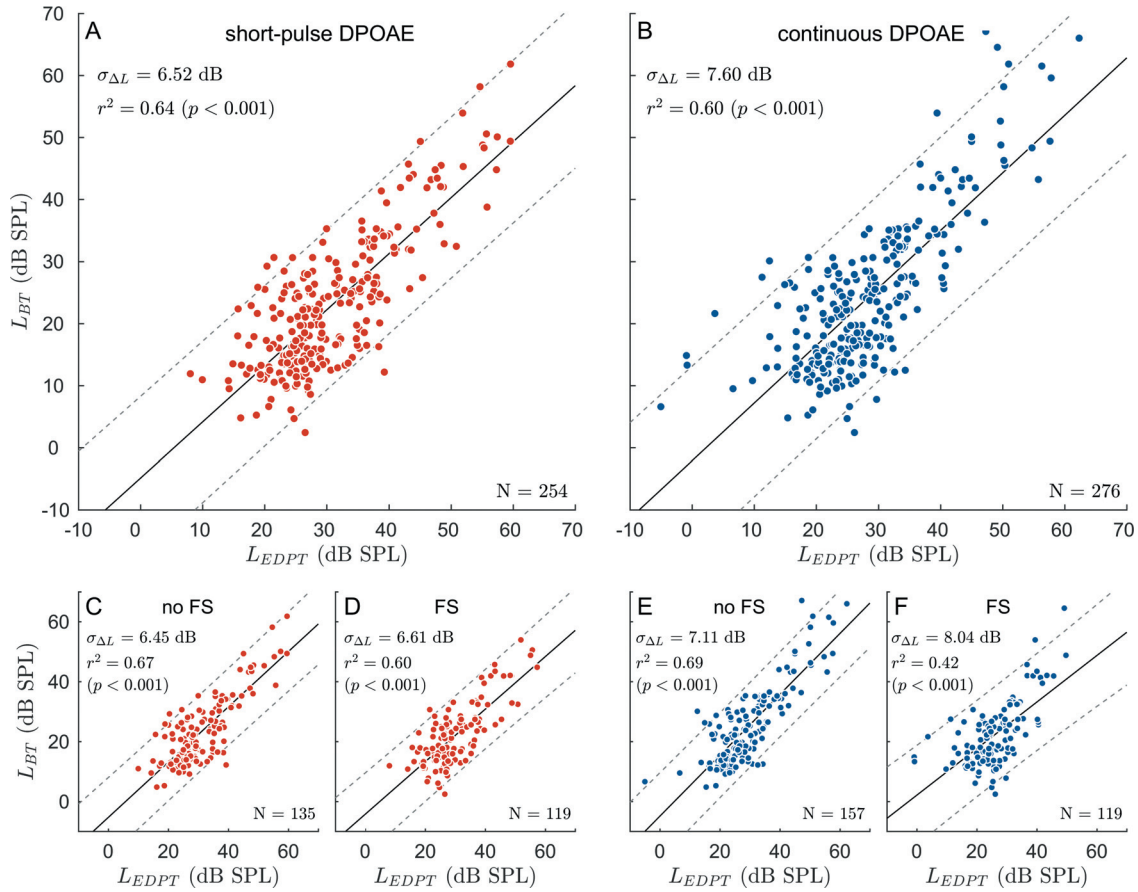 A short-pulse DPOAE
σ_ΔL = 6.52 dB
r² = 0.64 (p < 0.001)
70
60
50
40
30
20
10
0
-10
L_BT (dB SPL)
N = 254
-10 0 10 20 30 40 50 60 70
L_EDPT (dB SPL)
B continuous DPOAE
σ_ΔL = 7.60 dB
r² = 0.60 (p < 0.001)
N = 276
-10 0 10 20 30 40 50 60 70
L_EDPT (dB SPL)
C no FS
σ_ΔL = 6.45 dB
r² = 0.67
(p < 0.001)
60
40
20
0
L_BT (dB SPL)
N = 135
0 20 40 60
L_EDPT (dB SPL)
D FS
σ_ΔL = 6.61 dB
r² = 0.60
(p < 0.001)
N = 119
0 20 40 60
L_EDPT (dB SPL)
E no FS
σ_ΔL = 7.11 dB
r² = 0.69
(p < 0.001)
N = 157
0 20 40 60
L_EDPT (dB SPL)
F FS
σ_ΔL = 8.04 dB
r² = 0.42
(p < 0.001)
N = 119
0 20 40 60
L_EDPT (dB SPL)